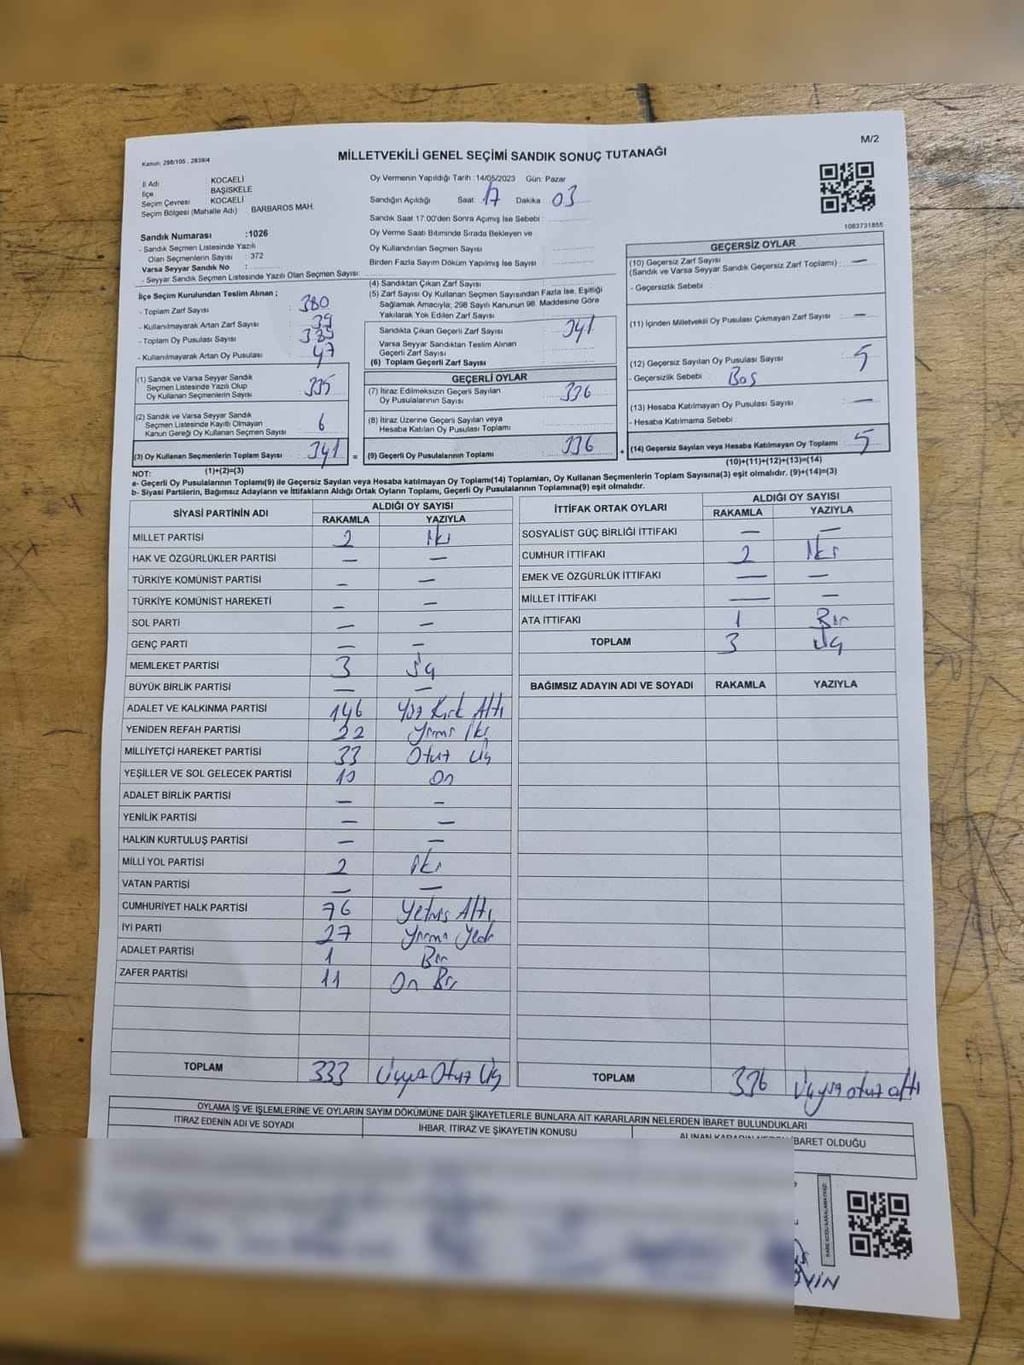 M/2
Kanun: 298/105 , 2839/4
MİLLETVEKİLİ GENEL SEÇİMİ SANDIK SONUÇ TUTANAĞI
İl Adı : KOCAELİ
İlçe : BAŞİSKELE
Seçim Çevresi : KOCAELİ
Seçim Bölgesi (Mahalle Adı) : BARBAROS MAH.
Sandık Numarası :1026
- Sandık Seçmen Listesinde Yazılı
Olan Seçmenlerin Sayısı : 372
Varsa Seyyar Sandık No :
- Seyyar Sandık Seçmen Listesinde Yazılı Olan Seçmen Sayısı:
Oy Vermenin Yapıldığı Tarih :14/05/2023 Gün: Pazar
Sandığın Açıldığı Saat: 17 Dakika 03
Sandık Saat 17:00'den Sonra Açılmış İse Sebebi :
Oy Verme Saati Bitiminde Sırada Bekleyen ve
Oy Kullandırılan Seçmen Sayısı :
Birden Fazla Sayım Döküm Yapılmış İse Sayısı :
1083731855
İlçe Seçim Kurulundan Teslim Alınan ;
- Toplam Zarf Sayısı : 380
- Kullanılmayarak Artan Zarf Sayısı : 39
- Toplam Oy Pusulası Sayısı :
- Kullanılmayarak Artan Oy Pusulası : 47
(1) Sandık ve Varsa Seyyar Sandık
Seçmen Listesinde Yazılı Olup
Oy Kullanan Seçmenlerin Sayısı 335
(2) Sandık ve Varsa Seyyar Sandık
Seçmen Listesinde Kayıtlı Olmayan
Kanun Gereği Oy Kullanan Seçmen Sayısı 6
(3) Oy Kullanan Seçmenlerin Toplam Sayısı 341 =
(4) Sandıktan Çıkan Zarf Sayısı :
(5) Zarf Sayısı Oy Kullanan Seçmen Sayısından Fazla İse, Eşitliği
Sağlamak Amacıyla; 298 Sayılı Kanunun 98. Maddesine Göre
Yakılarak Yok Edilen Zarf Sayısı :
Sandıkta Çıkan Geçerli Zarf Sayısı : 341
Varsa Seyyar Sandıktan Teslim Alınan
Geçerli Zarf Sayısı :
(6) Toplam Geçerli Zarf Sayısı :
GEÇERLİ OYLAR
(7) İtiraz Edilmeksizin Geçerli Sayılan
Oy Pusulalarının Sayısı : 336
(8) İtiraz Üzerine Geçerli Sayılan veya
Hesaba Katılan Oy Pusulası Toplamı :
(9) Geçerli Oy Pusulalarının Toplamı : 336 +
GEÇERSİZ OYLAR
(10) Geçersiz Zarf Sayısı : —
(Sandık ve Varsa Seyyar Sandık Geçersiz Zarf Toplamı)
- Geçersizlik Sebebi :
(11) İçinden Milletvekili Oy Pusulası Çıkmayan Zarf Sayısı : —
(12) Geçersiz Sayılan Oy Pusulası Sayısı : 5
- Geçersizlik Sebebi : Boş
(13) Hesaba Katılmayan Oy Pusulası Sayısı : —
- Hesaba Katılmama Sebebi :
(14) Geçersiz Sayılan veya Hesaba Katılmayan Oy Toplamı : 5
NOT: (1)+(2)=(3)
(10)+(11)+(12)+(13)=(14)
a- Geçerli Oy Pusulalarının Toplamı(9) ile Geçersiz Sayılan veya Hesaba Katılmayan Oy Toplamı(14) Toplamları, Oy Kullanan Seçmenlerin Toplam Sayısına(3) eşit olmalıdır. (9)+(14)=(3)
b- Siyasi Partilerin, Bağımsız Adayların ve İttifakların Aldığı Ortak Oyların Toplamı, Geçerli Oy Pusulalarının Toplamına(9) eşit olmalıdır.
SİYASİ PARTİNİN ADI ALDIĞI OY SAYISI
RAKAMLA YAZIYLA
MİLLET PARTİSİ 2 İki
HAK VE ÖZGÜRLÜKLER PARTİSİ — —
TÜRKİYE KOMÜNİST PARTİSİ — —
TÜRKİYE KOMÜNİST HAREKETİ — —
SOL PARTİ — —
GENÇ PARTİ — —
MEMLEKET PARTİSİ 3 Üç
BÜYÜK BİRLİK PARTİSİ — —
ADALET VE KALKINMA PARTİSİ 146 Yüz Kırk Altı
YENİDEN REFAH PARTİSİ 22 Yirmi İki
MİLLİYETÇİ HAREKET PARTİSİ 33 Otuz Üç
YEŞİLLER VE SOL GELECEK PARTİSİ 10 On
ADALET BİRLİK PARTİSİ — —
YENİLİK PARTİSİ — —
HALKIN KURTULUŞ PARTİSİ — —
MİLLİ YOL PARTİSİ 2 İki
VATAN PARTİSİ — —
CUMHURİYET HALK PARTİSİ 76 Yetmiş Altı
İYİ PARTİ 27 Yirmi Yedi
ADALET PARTİSİ 1 Bir
ZAFER PARTİSİ 11 On Bir
TOPLAM 333 Üçyüz Otuz Üç
İTTİFAK ORTAK OYLARI ALDIĞI OY SAYISI
RAKAMLA YAZIYLA
SOSYALİST GÜÇ BİRLİĞİ İTTİFAKI — —
CUMHUR İTTİFAKI 2 İki
EMEK VE ÖZGÜRLÜK İTTİFAKI — —
MİLLET İTTİFAKI — —
ATA İTTİFAKI 1 Bir
TOPLAM 3 Üç
BAĞIMSIZ ADAYIN ADI VE SOYADI RAKAMLA YAZIYLA
TOPLAM 336 Üçyüz otuz altı
OYLAMA İŞ VE İŞLEMLERİNE VE OYLARIN SAYIM DÖKÜMÜNE DAİR ŞİKAYETLERLE BUNLARA AİT KARARLARIN NELERDEN İBARET BULUNDUKLARI
İTİRAZ EDENİN ADI VE SOYADI İHBAR, İTİRAZ VE ŞİKAYETİN KONUSU ALINAN KARARIN NEDEN İBARET OLDUĞU